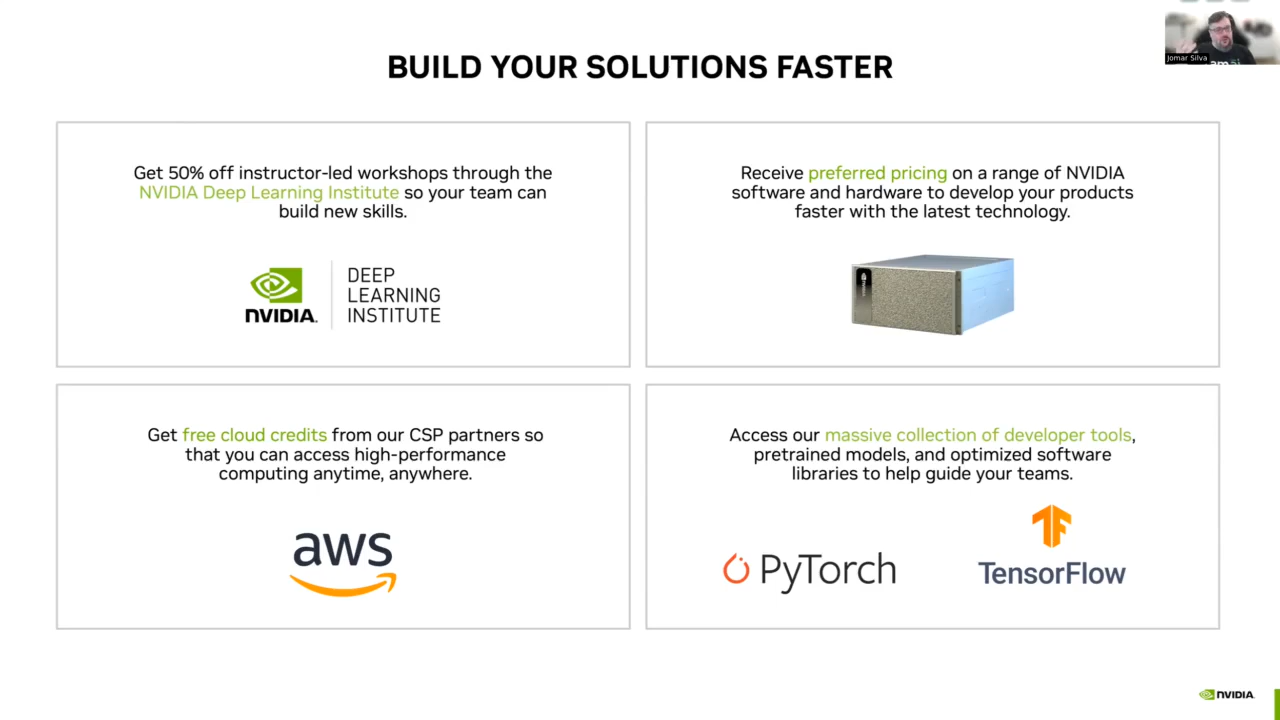 Jomar Silva
BUILD YOUR SOLUTIONS FASTER
Get 50% off instructor-led workshops through the
NVIDIA Deep Learning Institute so your team can
build new skills.
NVIDIA.
DEEP
LEARNING
INSTITUTE
Receive preferred pricing on a range of NVIDIA
software and hardware to develop your products
faster with the latest technology.
Get free cloud credits from our CSP partners so
that you can access high-performance
computing anytime, anywhere.
aws
Access our massive collection of developer tools,
pretrained models, and optimized software
libraries to help guide your teams.
PyTorch
TensorFlow
NVIDIA.